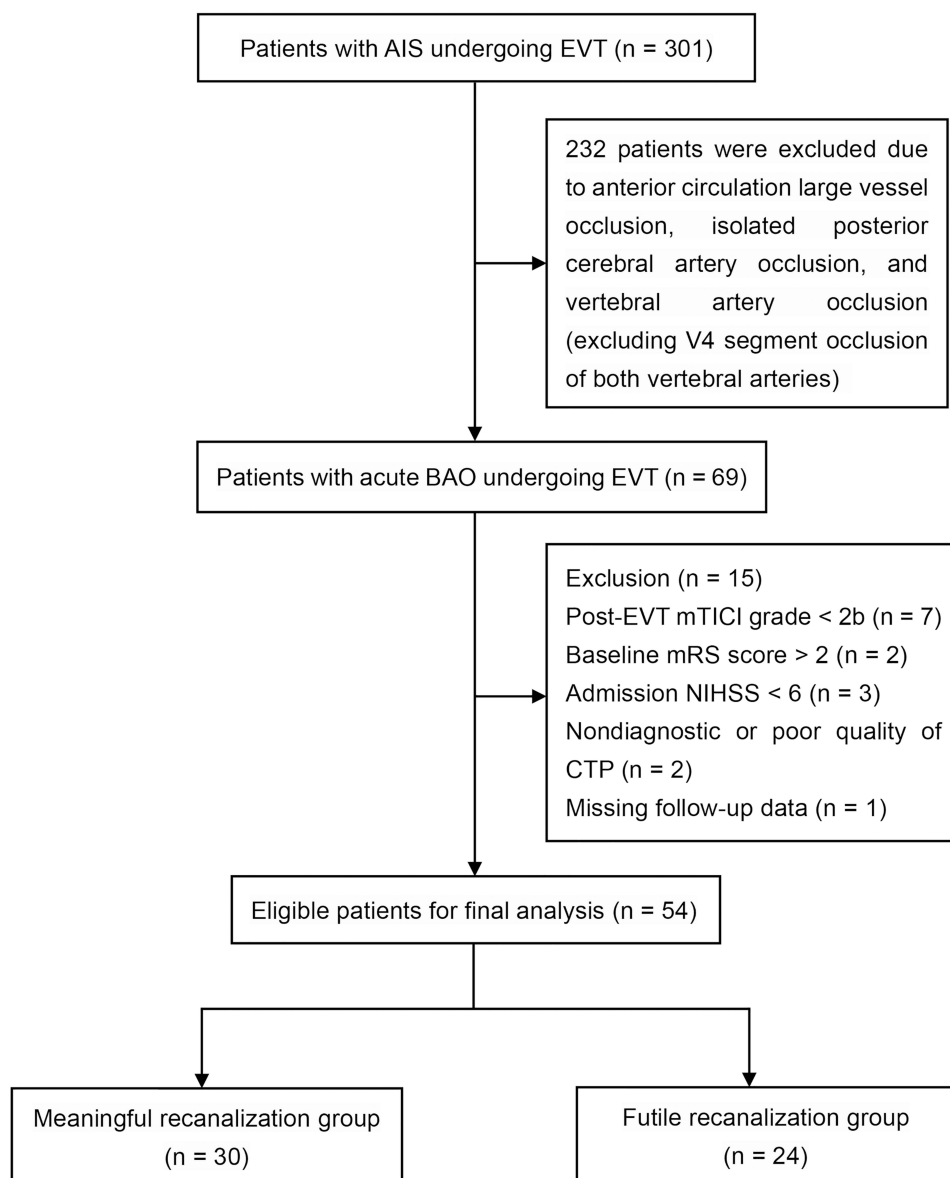 Patients with AIS undergoing EVT (n = 301)
232 patients were excluded due
to anterior circulation large vessel
occlusion, isolated posterior
cerebral artery occlusion, and
vertebral artery occlusion
(excluding V4 segment occlusion
of both vertebral arteries)
Patients with acute BAO undergoing EVT (n = 69)
Exclusion (n = 15)
Post-EVT mTICI grade < 2b (n = 7)
Baseline mRS score > 2 (n = 2)
Admission NIHSS < 6 (n = 3)
Nondiagnostic or poor quality of
CTP (n = 2)
Missing follow-up data (n = 1)
Eligible patients for final analysis (n = 54)
Meaningful recanalization group
(n = 30)
Futile recanalization group
(n = 24)